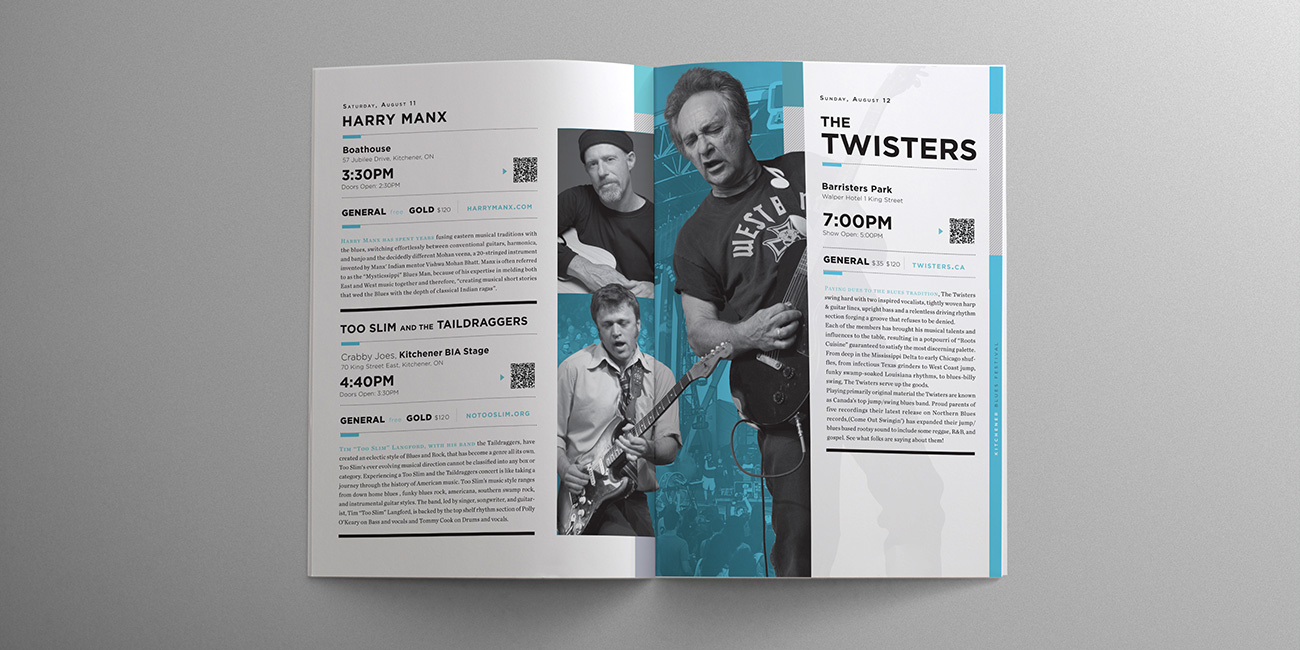 Saturday, August 11
HARRY MANX
Boathouse
57 Jubilee Drive, Kitchener, ON
3:30PM
Doors Open: 2:30PM
GENERAL free GOLD $120 HARRYMANX.COM
Harry Manx has spent years fusing eastern musical traditions with
the blues, switching effortlessly between conventional guitars, harmonica,
and banjo and the decidedly different Mohan veena, a 20-stringed instrument
invented by Manx' Indian mentor Vishwa Mohan Bhatt. Manx is often referred
to as the "Mysticssippi" Blues Man, because of his expertise in melding both
East and West music together and therefore, "creating musical short stories
that wed the Blues with the depth of classical Indian ragas".
TOO SLIM AND THE TAILDRAGGERS
Crabby Joes, Kitchener BIA Stage
70 King Street East, Kitchener, ON
4:40PM
Doors Open: 3:30PM
GENERAL free GOLD $120 NOTOOSLIM.ORG
Tim "Too Slim" Langford, with his band the Taildraggers, have
created an eclectic style of Blues and Rock, that has become a genre all its own.
Too Slim's ever evolving musical direction cannot be classified into any box or
category. Experiencing a Too Slim and the Taildraggers concert is like taking a
journey through the history of American music. Too Slim's music style ranges
from down home blues , funky blues rock, americana, southern swamp rock,
and instrumental guitar styles. The band, led by singer, songwriter, and guitar-
ist, Tim "Too Slim" Langford, is backed by the top shelf rhythm section of Polly
O'Keary on Bass and vocals and Tommy Cook on Drums and vocals.
WEST
Sunday, August 12
THE
TWISTERS
Barristers Park
Walper Hotel 1 King Street
7:00PM
Show Open: 5:00PM
GENERAL $35 $120 TWISTERS.CA
Paying dues to the blues tradition, The Twisters
swing hard with two inspired vocalists, tightly woven harp
& guitar lines, upright bass and a relentless driving rhythm
section forging a groove that refuses to be denied.
Each of the members has brought his musical talents and
influences to the table, resulting in a potpourri of "Roots
Cuisine" guaranteed to satisfy the most discerning palette.
From deep in the Mississippi Delta to early Chicago shuf-
fles, from infectious Texas grinders to West Coast jump,
funky swamp-soaked Louisiana rhythms, to blues-billy
swing, The Twisters serve up the goods.
Playing primarily original material the Twisters are known
as Canada's top jump/swing blues band. Proud parents of
five recordings their latest release on Northern Blues
records,(Come Out Swingin') has expanded their jump/
blues based rootsy sound to include some reggae, R&B, and
gospel. See what folks are saying about them!
KITCHENER BLUES FESTIVAL